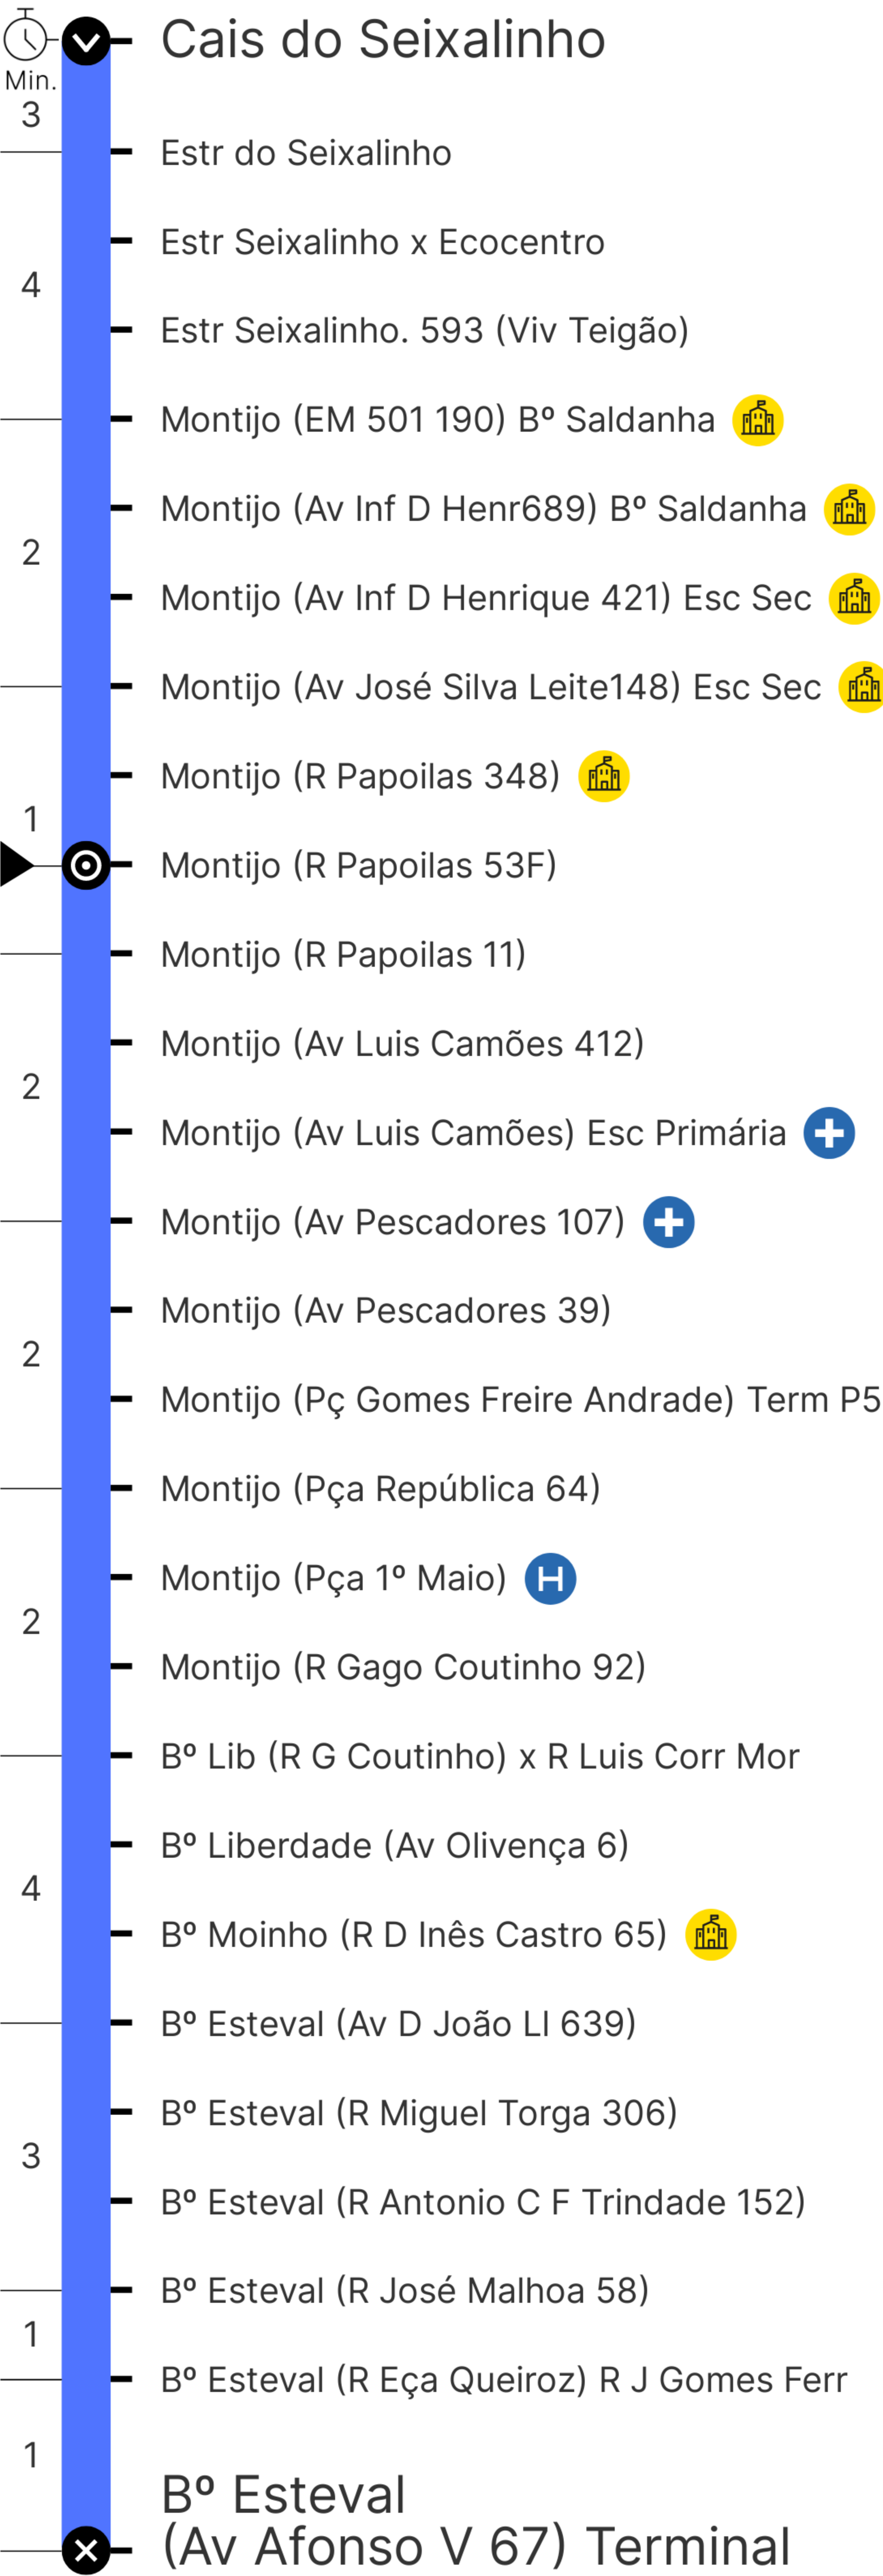 Cais do Seixalinho
Min.
3
Estr do Seixalinho
Estr Seixalinho x Ecocentro
4
Estr Seixalinho. 593 (Viv Teigão)
Montijo (EM 501 190) Bº Saldanha
Montijo (Av Inf D Henr689) Bº Saldanha
2
Montijo (Av Inf D Henrique 421) Esc Sec
Montijo (Av José Silva Leite148) Esc Sec
Montijo (R Papoilas 348)
1
Montijo (R Papoilas 53F)
Montijo (R Papoilas 11)
Montijo (Av Luis Camões 412)
2
Montijo (Av Luis Camões) Esc Primária
Montijo (Av Pescadores 107)
Montijo (Av Pescadores 39)
2
Montijo (Pç Gomes Freire Andrade) Term P5
Montijo (Pça República 64)
Montijo (Pça 1º Maio) H
2
Montijo (R Gago Coutinho 92)
Bº Lib (R G Coutinho) x R Luis Corr Mor
Bº Liberdade (Av Olivença 6)
4
Bº Moinho (R D Inês Castro 65)
Bº Esteval (Av D João Ll 639)
Bº Esteval (R Miguel Torga 306)
3
Bº Esteval (R Antonio C F Trindade 152)
Bº Esteval (R José Malhoa 58)
1
Bº Esteval (R Eça Queiroz) R J Gomes Ferr
1
Bº Esteval
(Av Afonso V 67) Terminal